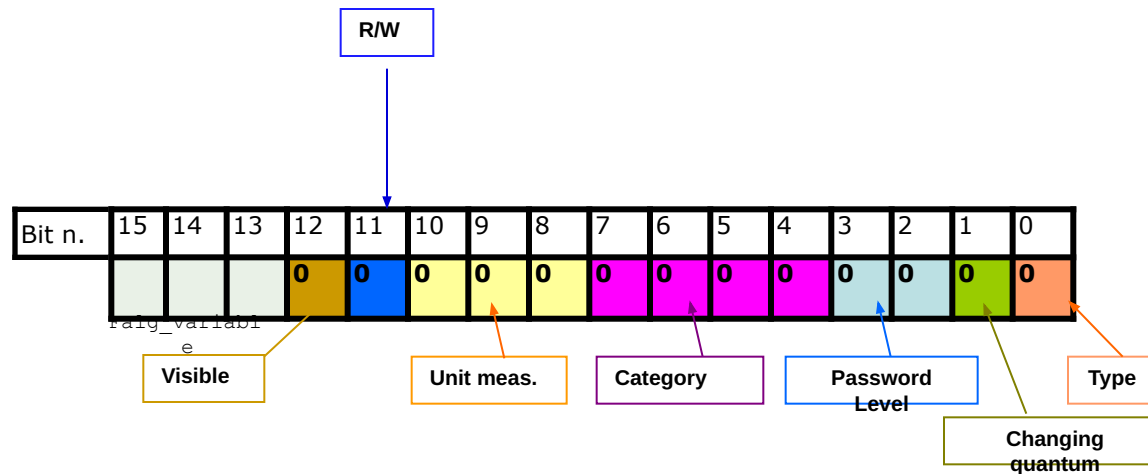 R/W
Bit n. 15 14 13 12 11 10 9 8 7 6 5 4 3 2 1 0
0 0 0 0 0 0 0 0 0 0 0 0 0
Visible
Unit meas.
Category
Password
Level
Type
Changing
quantum